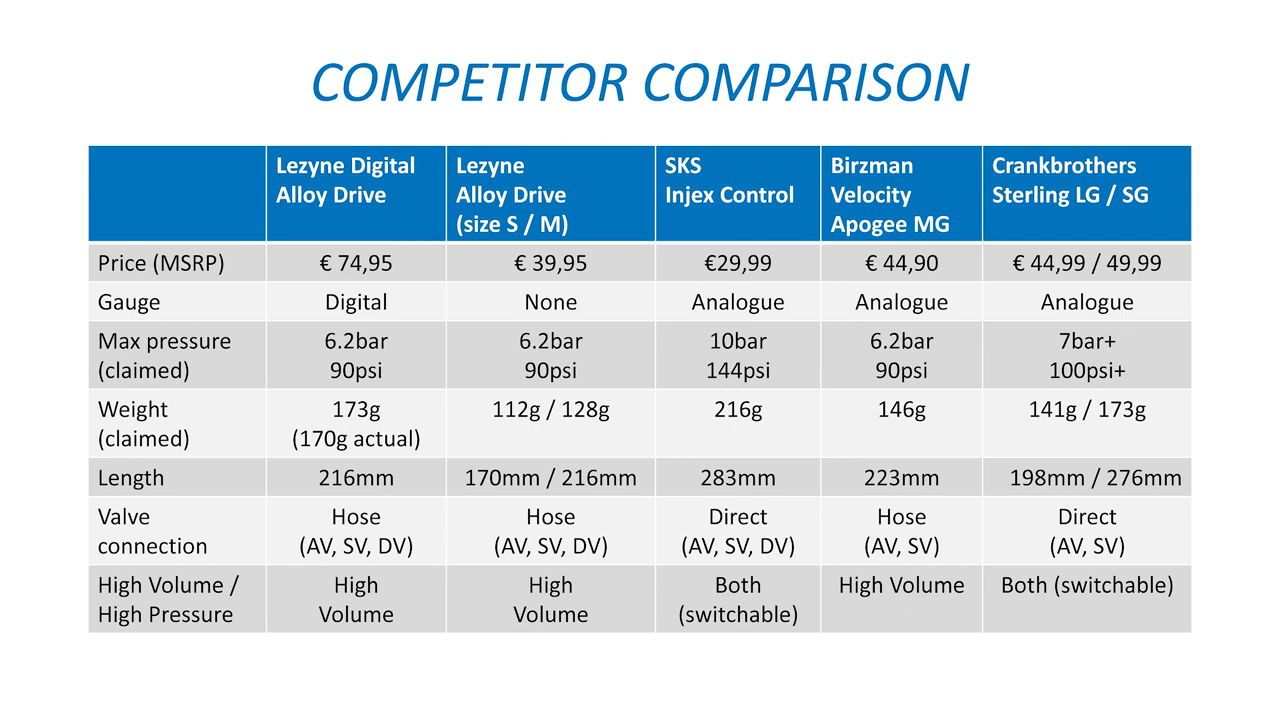 COMPETITOR COMPARISON
Lezyne Digital
Alloy Drive
Lezyne
Alloy Drive
(size S / M)
SKS
Injex Control
Birzman
Velocity
Apogee MG
Crankbrothers
Sterling LG / SG
Price (MSRP)
€ 74,95
€ 39,95
€29,99
€ 44,90
€ 44,99 / 49,99
Gauge
Digital
None
Analogue
Analogue
Analogue
Max pressure
(claimed)
6.2bar
90psi
6.2bar
90psi
10bar
144psi
6.2bar
90psi
7bar+
100psi+
Weight
(claimed)
173g
(170g actual)
112g / 128g
216g
146g
141g / 173g
Length
216mm
170mm / 216mm
283mm
223mm
198mm / 276mm
Valve
connection
Hose
(AV, SV, DV)
Hose
(AV, SV, DV)
Direct
(AV, SV, DV)
Hose
(AV, SV)
Direct
(AV, SV)
High Volume /
High Pressure
High
Volume
High
Volume
Both
(switchable)
High Volume
Both (switchable)